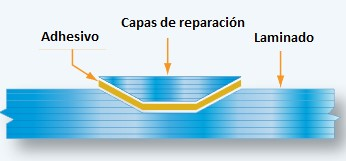 Capas de reparación
Adhesivo
Laminado